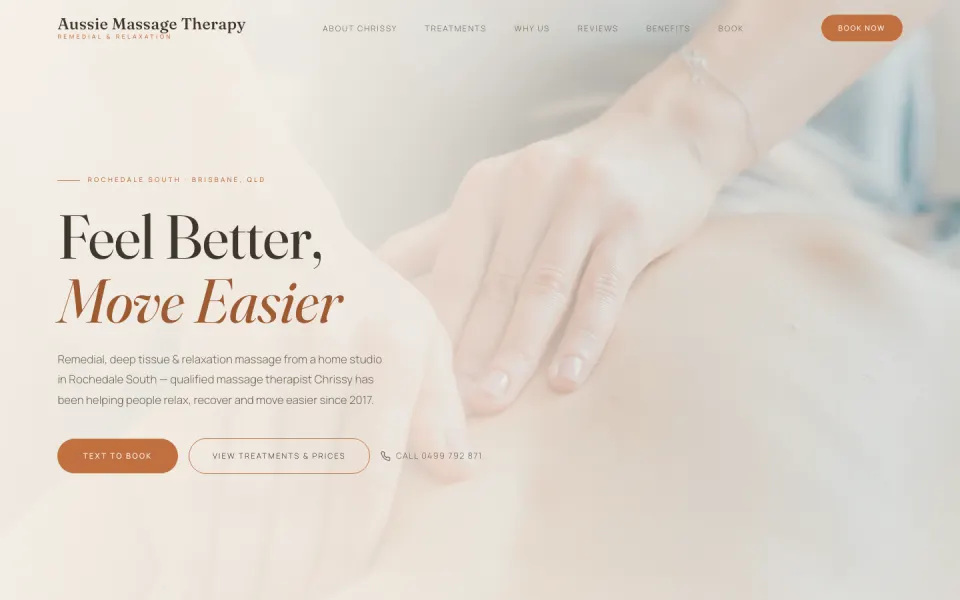 Aussie Massage Therapy
REMEDIAL & RELAXATION
ABOUT CHRISSY
TREATMENTS
WHY US
REVIEWS
BENEFITS
BOOK
BOOK NOW
ROCHEDALE SOUTH · BRISBANE, QLD
Feel Better,
Move Easier
Remedial, deep tissue & relaxation massage from a home studio
in Rochedale South — qualified massage therapist Chrissy has
been helping people relax, recover and move easier since 2017.
TEXT TO BOOK
VIEW TREATMENTS & PRICES
CALL 0499 792 871